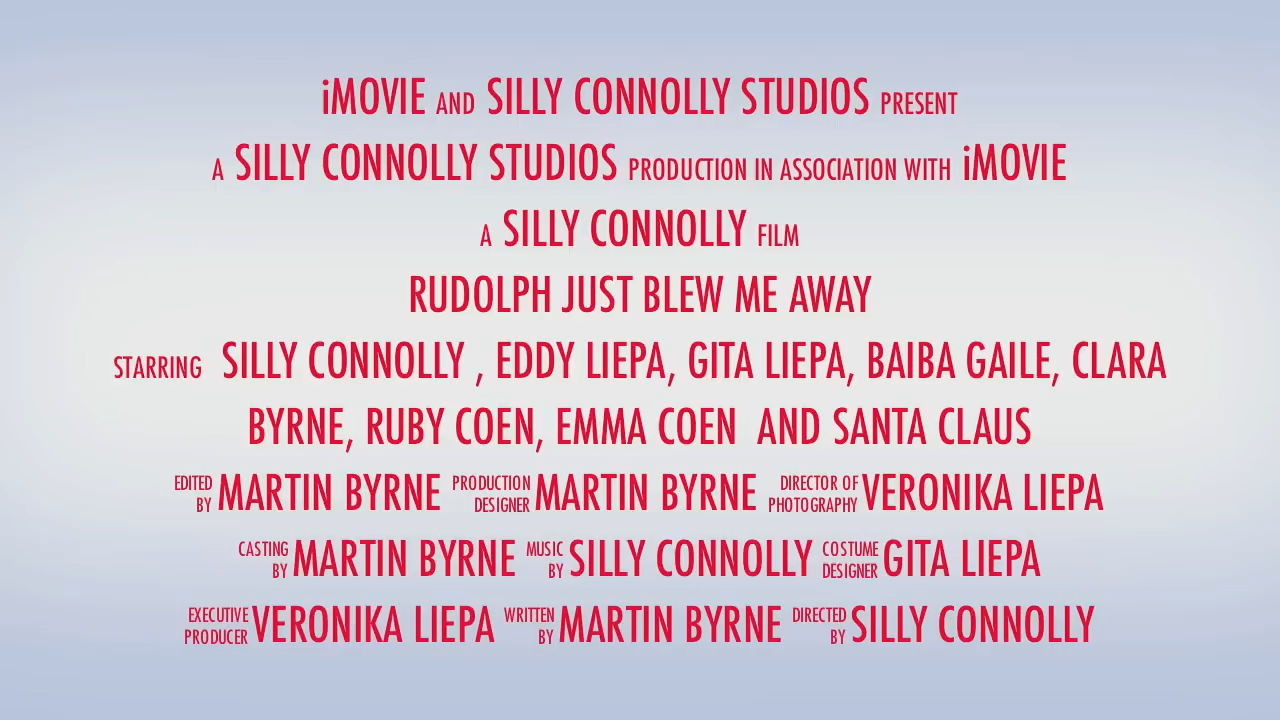 iMOVIE AND SILLY CONNOLLY STUDIOS PRESENT
A SILLY CONNOLLY STUDIOS PRODUCTION IN ASSOCIATION WITH iMOVIE
A SILLY CONNOLLY FILM
RUDOLPH JUST BLEW ME AWAY
STARRING SILLY CONNOLLY , EDDY LIEPA, GITA LIEPA, BAIBA GAILE, CLARA
BYRNE, RUBY COEN, EMMA COEN AND SANTA CLAUS
EDITED BY MARTIN BYRNE PRODUCTION DESIGNER MARTIN BYRNE DIRECTOR OF PHOTOGRAPHY VERONIKA LIEPA
CASTING BY MARTIN BYRNE MUSIC BY SILLY CONNOLLY COSTUME DESIGNER GITA LIEPA
EXECUTIVE PRODUCER VERONIKA LIEPA WRITTEN BY MARTIN BYRNE DIRECTED BY SILLY CONNOLLY